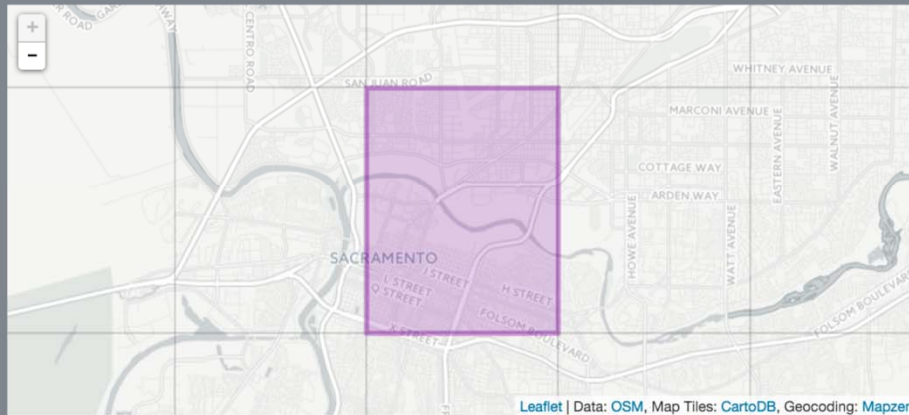 +
-
CENTRO ROAD
SAN JUAN ROAD
WHITNEY AVENUE
MARCONI AVENUE
EASTERN AVENUE
WALNUT AVENUE
COTTAGE WAY
ARDEN WAY
HOWE AVENUE
WATT AVENUE
SACRAMENTO
J STREET
L STREET
Q STREET
H STREET
X STREET
FOLSOM BOULEVARD
FOLSOM BOULEVARD
Leaflet | Data: OSM, Map Tiles: CartoDB, Geocoding: Mapzen